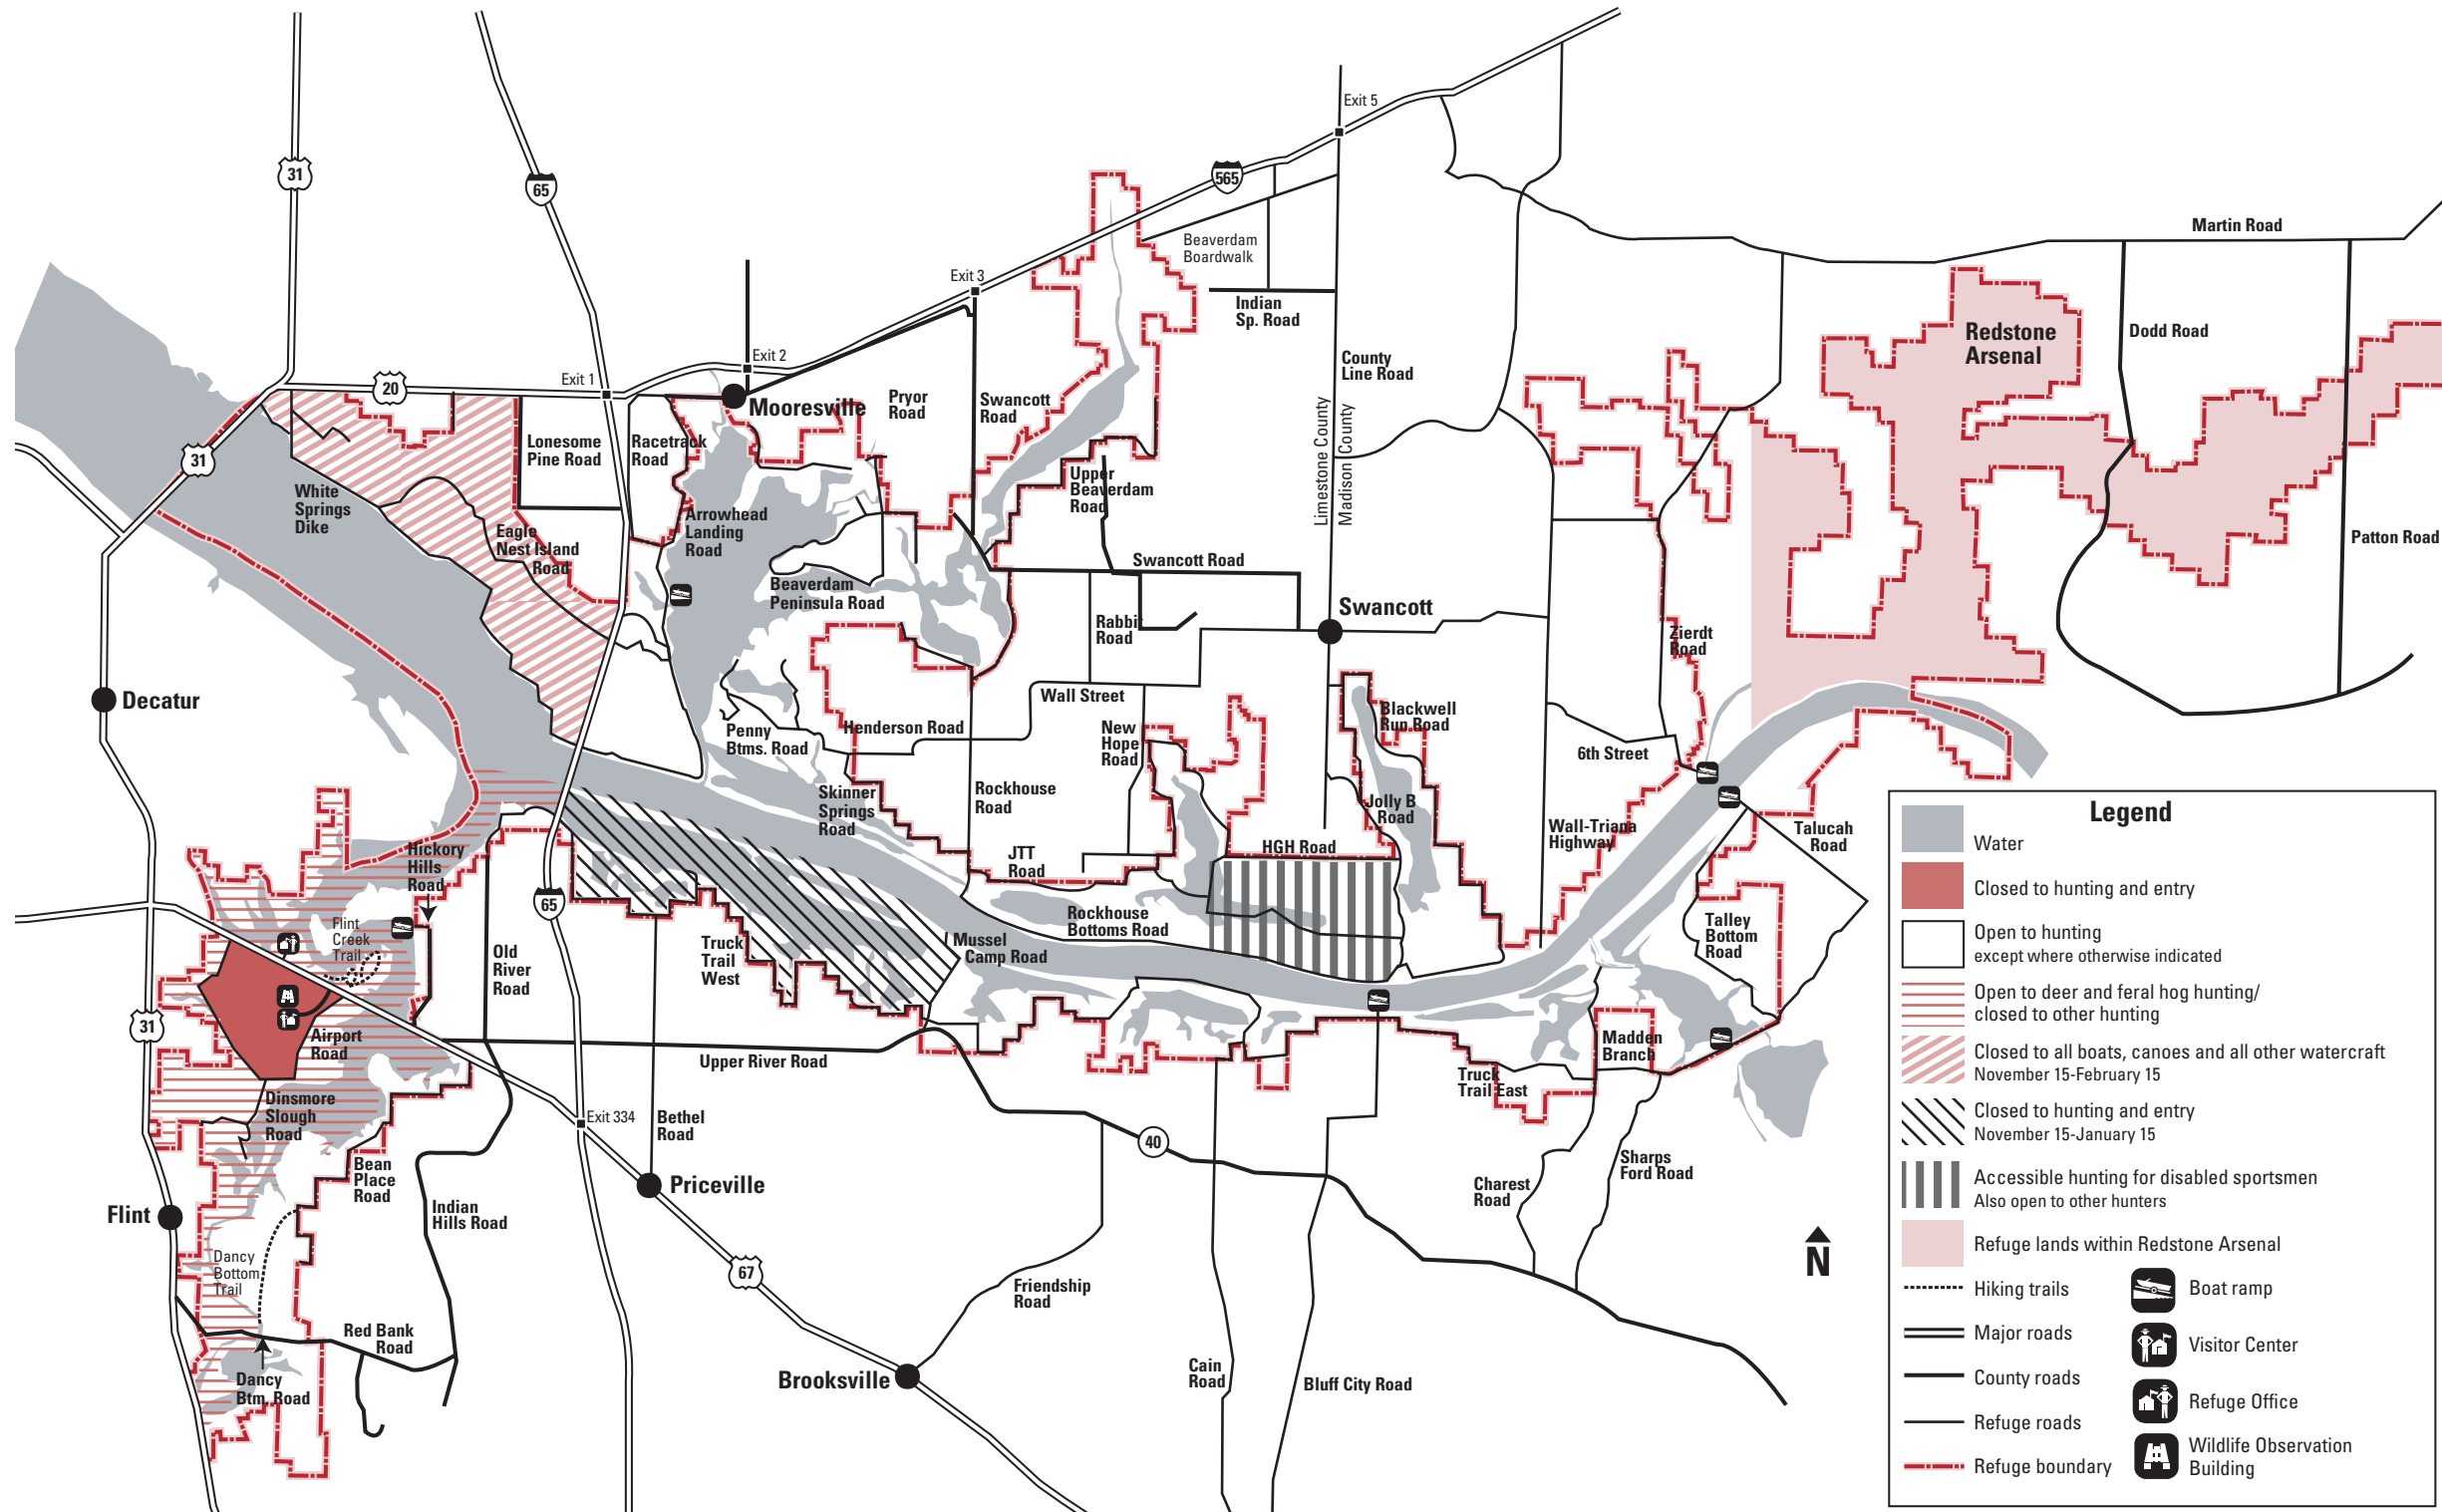 Exit 5
31
65
565
Martin Road
Beaverdam
Boardwalk
Exit 3
Indian
Sp. Road
Redstone
Arsenal
Dodd Road
Exit 2
County
Line Road
20
Exit 1
Mooresville
Pryor
Road
Swancott
Road
Limestone County
Madison County
Lonesome
Pine Road
Racetrack
Road
31
White
Springs
Dike
Upper
Beaverdam
Road
Arrowhead
Landing
Road
Eagle
Nest Island
Road
Patton Road
Swancott Road
Beaverdam
Peninsula Road
Swancott
Rabbit
Road
Zierdt
Road
Decatur
Wall Street
Blackwell
Run Road
Henderson Road
Penny
Btms. Road
New
Hope
Road
6th Street
Skinner
Springs
Road
Rockhouse
Road
Jolly B
Road
Wall-Triana
Highway
Talucah
Road
HGH Road
JTT
Road
Hickory
Hills
Road
65
Flint
Creek
Trail
Old
River
Road
Truck
Trail
West
Mussel
Camp Road
Rockhouse
Bottoms Road
Talley
Bottom
Road
31
Airport
Road
Upper River Road
Madden
Branch
Truck
Trail East
Dinsmore
Slough
Road
Exit 334
Bethel
Road
40
Bean
Place
Road
Priceville
Sharps
Ford Road
Charest
Road
Flint
Indian
Hills Road
Dancy
Bottom
Trail
67
Friendship
Road
Red Bank
Road
Dancy
Btm. Road
Brooksville
Cain
Road
Bluff City Road
N
Legend
Water
Closed to hunting and entry
Open to hunting
except where otherwise indicated
Open to deer and feral hog hunting/
closed to other hunting
Closed to all boats, canoes and all other watercraft
November 15-February 15
Closed to hunting and entry
November 15-January 15
Accessible hunting for disabled sportsmen
Also open to other hunters
Refuge lands within Redstone Arsenal
Hiking trails
Boat ramp
Major roads
Visitor Center
County roads
Refuge Office
Refuge roads
Wildlife Observation
Building
Refuge boundary